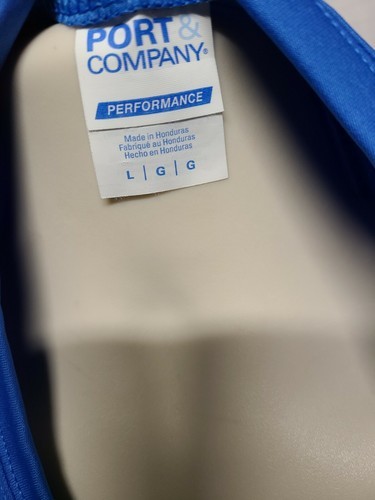 PORT &
COMPANY®
PERFORMANCE
Made in Honduras
Fabriqué au Honduras
Hecho en Honduras
L | G | G